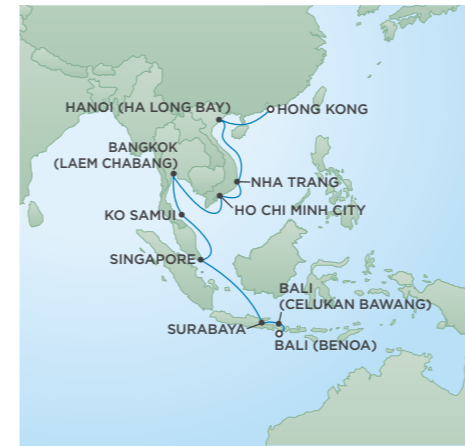 HANOI (HA LONG BAY)
HONG KONG
BANGKOK
(LAEM CHABANG)
NHA TRANG
KO SAMUI
HO CHI MINH CITY
SINGAPORE
BALI
(CELUKAN BAWANG)
SURABAYA
BALI (BENOA)